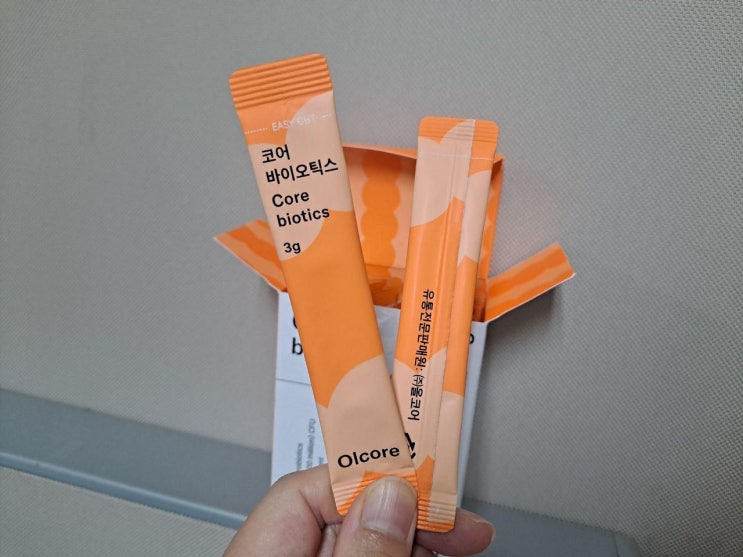 EASY CUT
코어
바이오틱스
Core
biotics
3g
Olcore
유통전문판매원: ㈜올코어